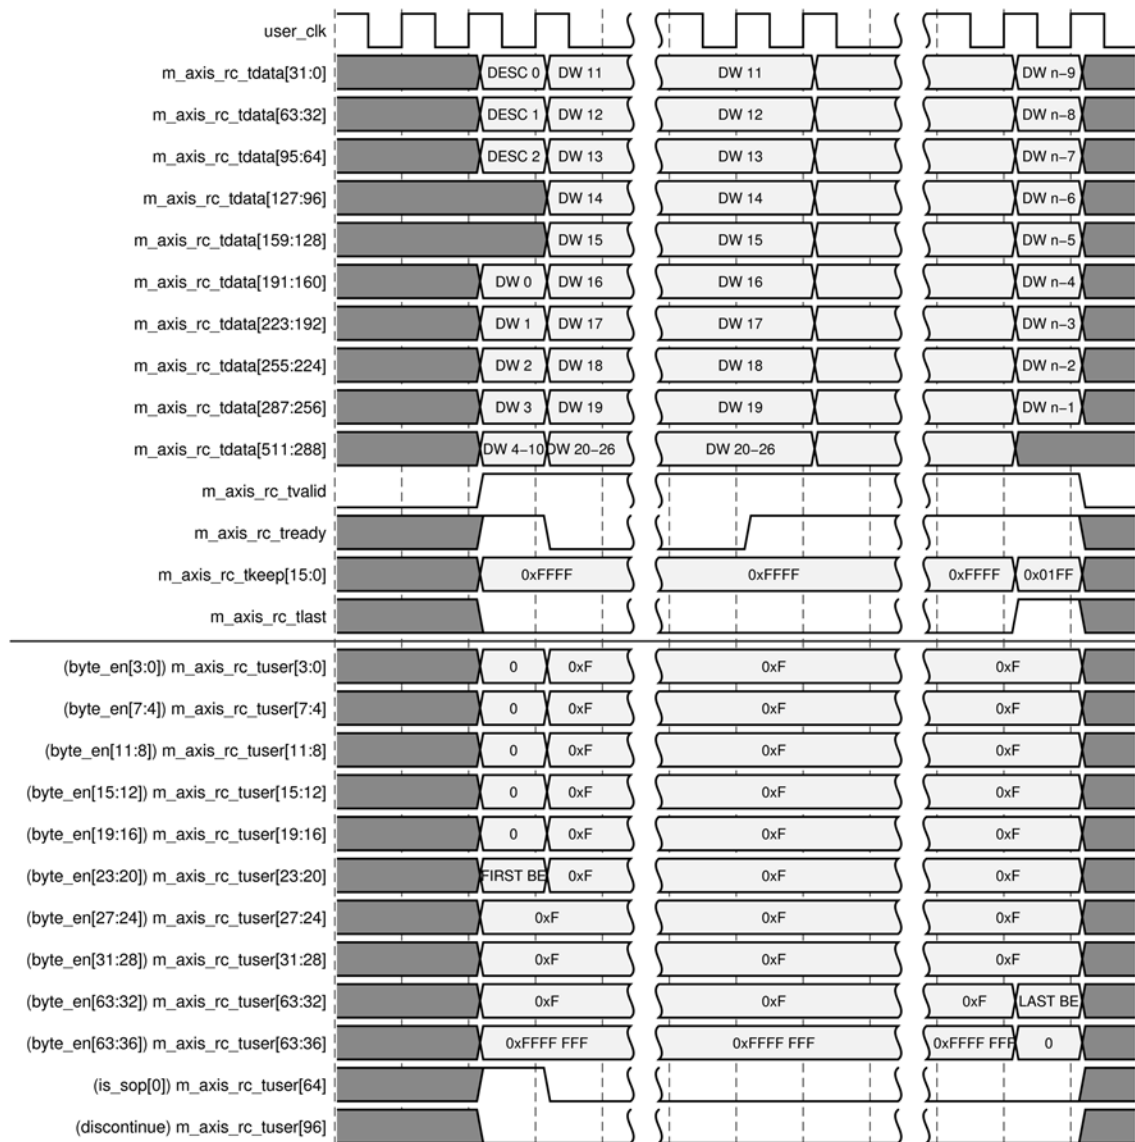 user_clk
m_axis_rc_tdata[31:0] DESC 0 DW 11 DW 11 DW n−9
m_axis_rc_tdata[63:32] DESC 1 DW 12 DW 12 DW n−8
m_axis_rc_tdata[95:64] DESC 2 DW 13 DW 13 DW n−7
m_axis_rc_tdata[127:96] DW 14 DW 14 DW n−6
m_axis_rc_tdata[159:128] DW 15 DW 15 DW n−5
m_axis_rc_tdata[191:160] DW 0 DW 16 DW 16 DW n−4
m_axis_rc_tdata[223:192] DW 1 DW 17 DW 17 DW n−3
m_axis_rc_tdata[255:224] DW 2 DW 18 DW 18 DW n−2
m_axis_rc_tdata[287:256] DW 3 DW 19 DW 19 DW n−1
m_axis_rc_tdata[511:288] DW 4−10 DW 20−26 DW 20−26
m_axis_rc_tvalid
m_axis_rc_tready
m_axis_rc_tkeep[15:0] 0xFFFF 0xFFFF 0xFFFF 0x01FF
m_axis_rc_tlast
(byte_en[3:0]) m_axis_rc_tuser[3:0] 0 0xF 0xF 0xF
(byte_en[7:4]) m_axis_rc_tuser[7:4] 0 0xF 0xF 0xF
(byte_en[11:8]) m_axis_rc_tuser[11:8] 0 0xF 0xF 0xF
(byte_en[15:12]) m_axis_rc_tuser[15:12] 0 0xF 0xF 0xF
(byte_en[19:16]) m_axis_rc_tuser[19:16] 0 0xF 0xF 0xF
(byte_en[23:20]) m_axis_rc_tuser[23:20] FIRST BE 0xF 0xF 0xF
(byte_en[27:24]) m_axis_rc_tuser[27:24] 0xF 0xF 0xF
(byte_en[31:28]) m_axis_rc_tuser[31:28] 0xF 0xF 0xF
(byte_en[63:32]) m_axis_rc_tuser[63:32] 0xF 0xF 0xF LAST BE
(byte_en[63:36]) m_axis_rc_tuser[63:36] 0xFFFF FFF 0xFFFF FFF 0xFFFF FFF 0
(is_sop[0]) m_axis_rc_tuser[64]
(discontinue) m_axis_rc_tuser[96]